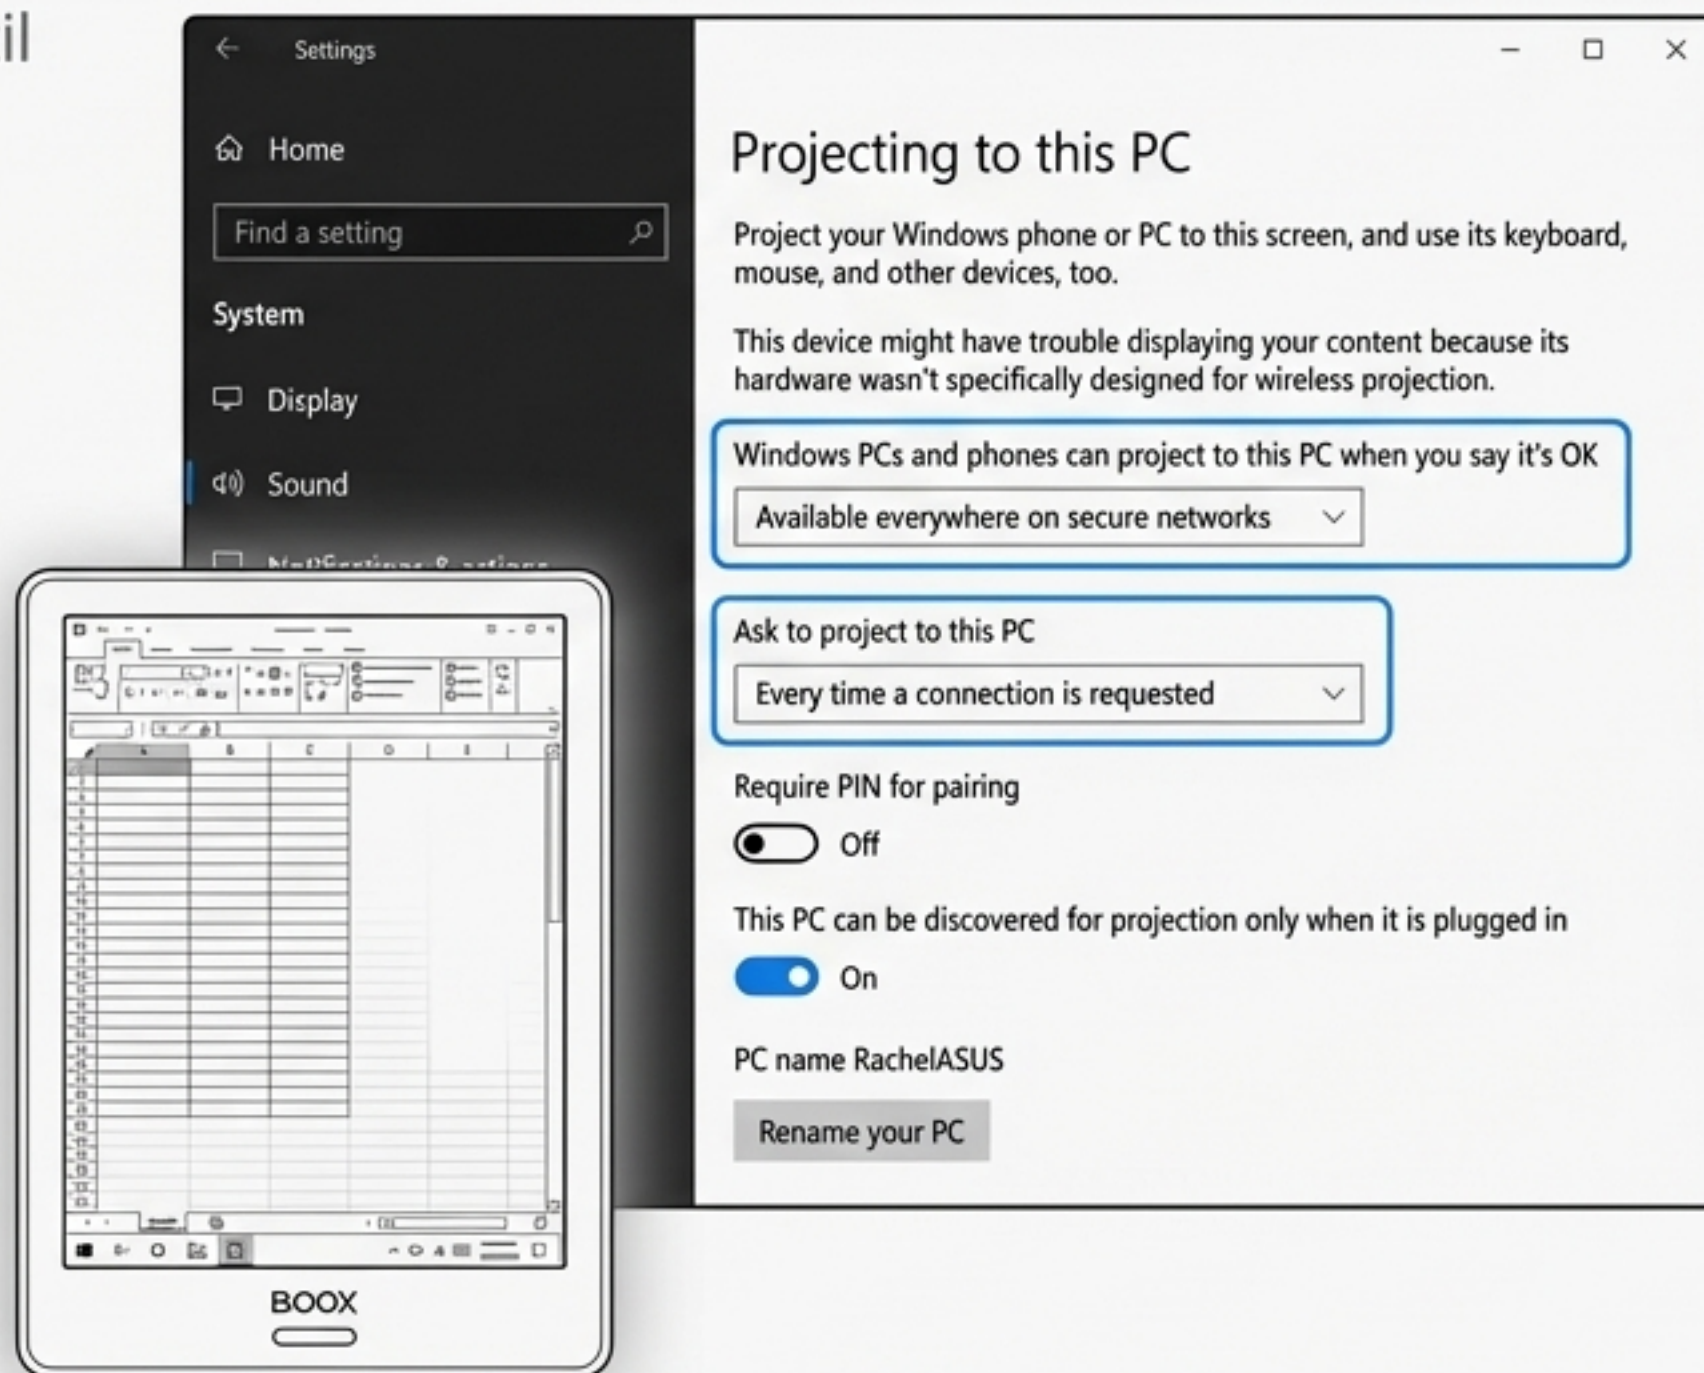 il
Settings
Home
Find a setting
System
Display
Sound
Projecting to this PC
Project your Windows phone or PC to this screen, and use its keyboard,
mouse, and other devices, too.
This device might have trouble displaying your content because its
hardware wasn't specifically designed for wireless projection.
Windows PCs and phones can project to this PC when you say it's OK
Available everywhere on secure networks
Ask to project to this PC
Every time a connection is requested
Require PIN for pairing
Off
This PC can be discovered for projection only when it is plugged in
On
PC name RachelASUS
Rename your PC
A B C D E
BOOX